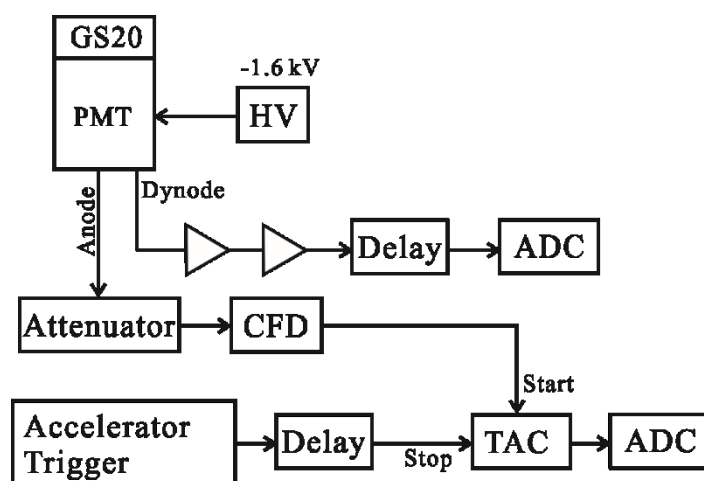 GS20
-1.6 kV
PMT
HV
Anode
Dynode
Delay
ADC
Attenuator
CFD
Start
Accelerator
Trigger
Delay
Stop
TAC
ADC